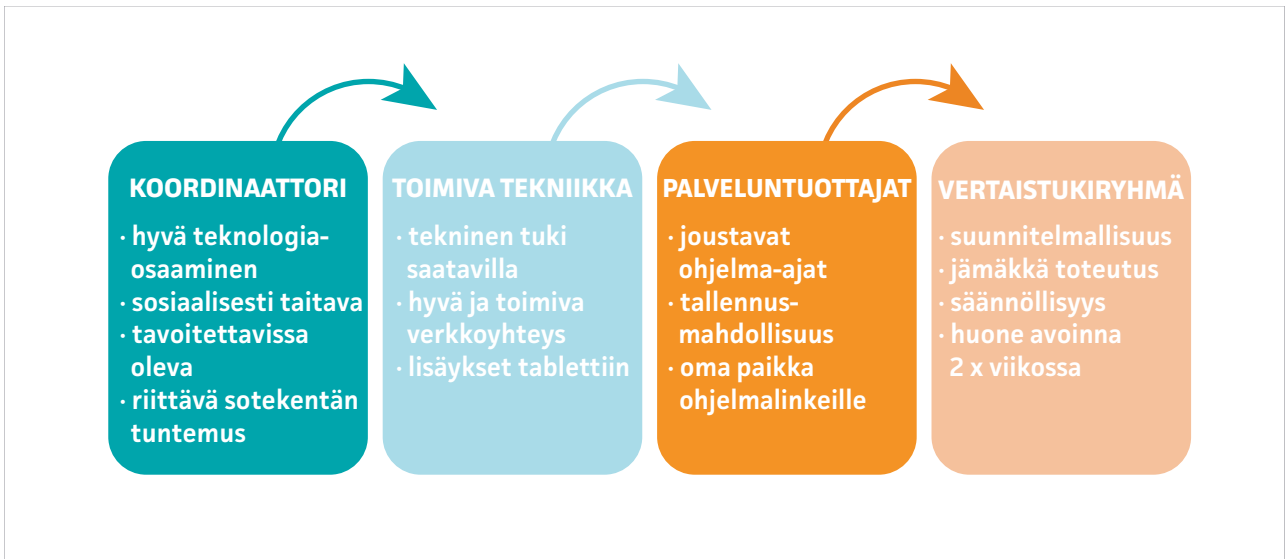 KOORDINAATTORI
· hyvä teknologia-
osaaminen
· sosiaalisesti taitava
· tavoitettavissa
oleva
· riittävä sotekentän
tuntemus
TOIMIVA TEKNIIKKA
· tekninen tuki
saatavilla
· hyvä ja toimiva
verkkoyhteys
· lisäykset tablettiin
PALVELUNTUOTTAJAT
· joustavat
ohjelma-ajat
· tallennus-
mahdollisuus
· oma paikka
ohjelmalinkeille
VERTAISTUKIRYHMÄ
· suunnitelmallisuus
· jämäkkä toteutus
· säännöllisyys
· huone avoinna
2 x viikossa